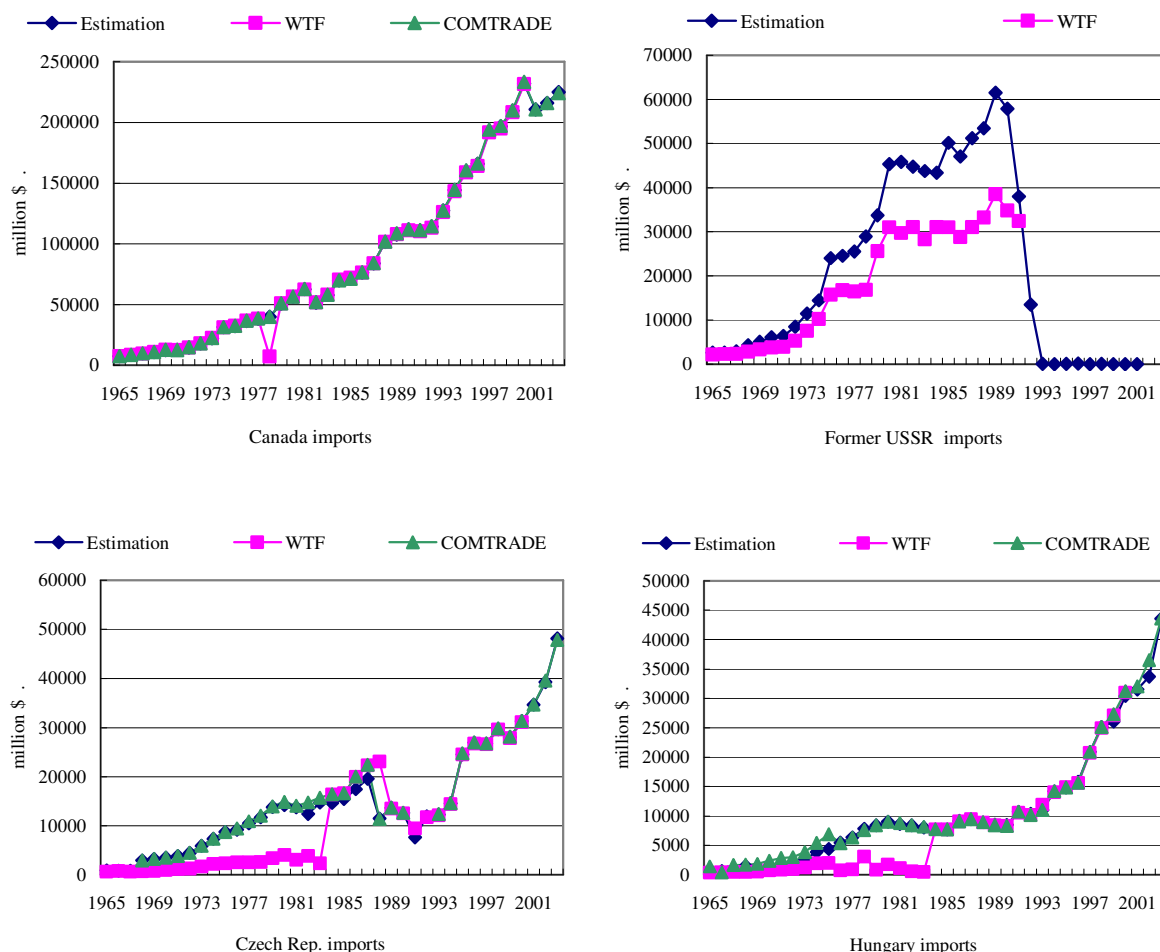 Estimation WTF COMTRADE
250000
200000
150000
100000
50000
0
million $ .
1965 1969 1973 1977 1981 1985 1989 1993 1997 2001
Canada imports
Estimation WTF
70000
60000
50000
40000
30000
20000
10000
0
million $ .
1965 1969 1973 1977 1981 1985 1989 1993 1997 2001
Former USSR imports
Estimation WTF COMTRADE
60000
50000
40000
30000
20000
10000
0
million $ .
1965 1969 1973 1977 1981 1985 1989 1993 1997 2001
Czech Rep. imports
Estimation WTF COMTRADE
50000
45000
40000
35000
30000
25000
20000
15000
10000
5000
0
million $ .
1965 1969 1973 1977 1981 1985 1989 1993 1997 2001
Hungary imports